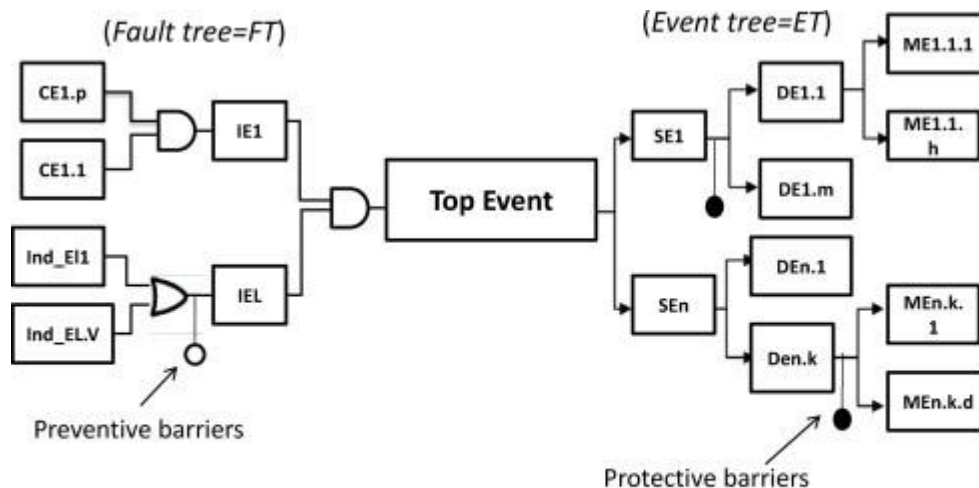 (Fault tree=FT)
(Event tree=ET)
CE1.p
CE1.1
IE1
Ind_El1
Ind_EL.V
IEL
Preventive barriers
Top Event
SE1
SEn
DE1.1
DE1.m
DEn.1
Den.k
ME1.1.1
ME1.1.
h
MEn.k.
1
MEn.k.d
Protective barriers